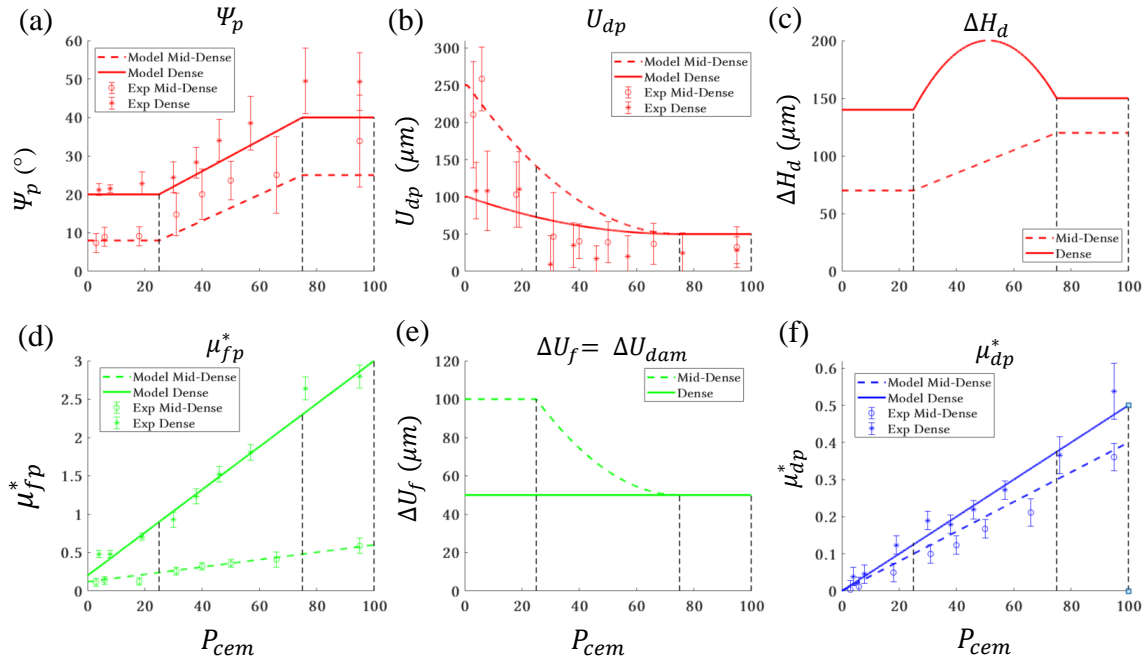 (a)
Ψp
Ψp (°)
60
50
40
30
20
10
0
0
20
40
60
80
100
Model Mid-Dense
Model Dense
Exp Mid-Dense
Exp Dense
(b)
Udp
Udp (μm)
300
250
200
150
100
50
0
0
20
40
60
80
100
Model Mid-Dense
Model Dense
Exp Mid-Dense
Exp Dense
(c)
ΔHd
ΔHd (μm)
200
150
100
50
0
0
20
40
60
80
100
Mid-Dense
Dense
(d)
μ*fp
μ*fp
3
2.5
2
1.5
1
0.5
0
0
20
40
60
80
100
Model Mid-Dense
Model Dense
Exp Mid-Dense
Exp Dense
Pcem
(e)
ΔUf = ΔUdam
ΔUf (μm)
120
100
80
60
40
20
0
0
20
40
60
80
100
Mid-Dense
Dense
Pcem
(f)
μ*dp
μ*dp
0.6
0.5
0.4
0.3
0.2
0.1
0
0
20
40
60
80
100
Model Mid-Dense
Model Dense
Exp Mid-Dense
Exp Dense
Pcem